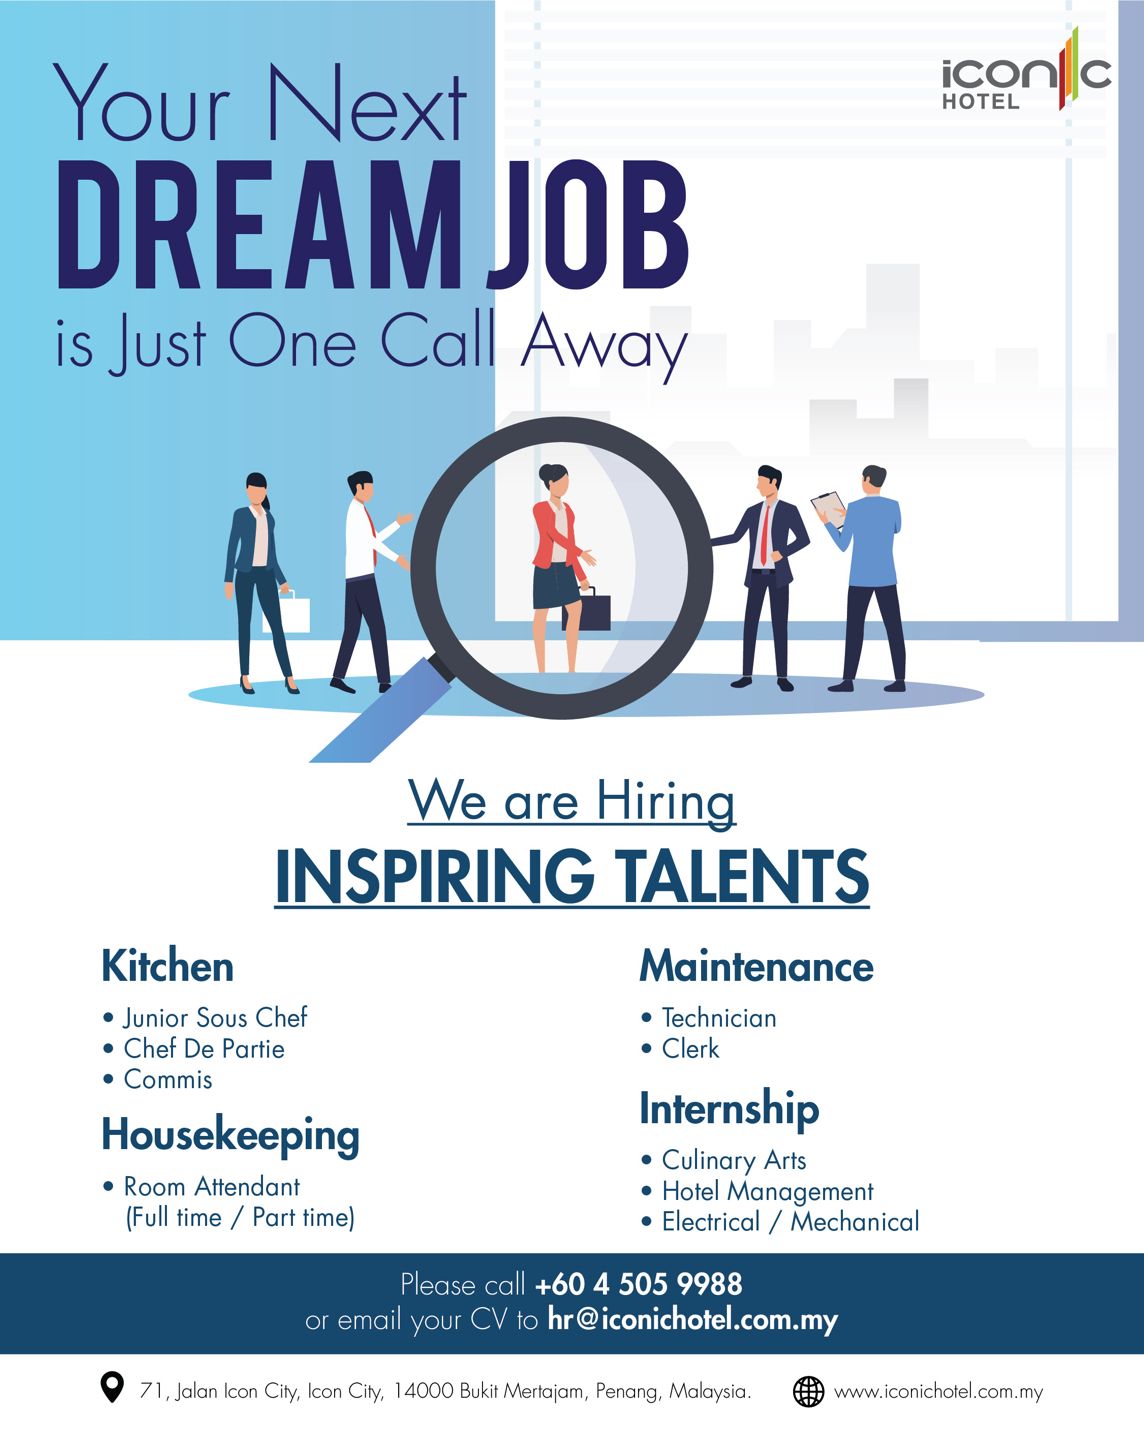 Your Next
DREAM JOB
is Just One Call Away
iconic
HOTEL
We are Hiring
INSPIRING TALENTS
Kitchen
• Junior Sous Chef
• Chef De Partie
• Commis
Housekeeping
• Room Attendant
(Full time / Part time)
Maintenance
• Technician
• Clerk
Internship
• Culinary Arts
• Hotel Management
• Electrical / Mechanical
Please call +60 4 505 9988
or email your CV to hr@iconichotel.com.my
71, Jalan Icon City, Icon City, 14000 Bukit Mertajam, Penang, Malaysia.
www.iconichotel.com.my